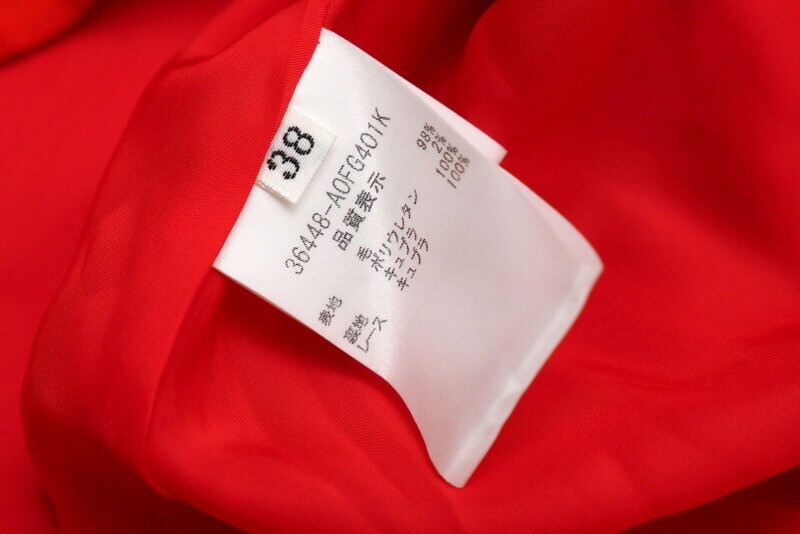 38
36448-A0FG401K
品質表示
表地 毛 98%
ポリウレタン 2%
裏地 キュプラ 100%
レース キュプラ 100%